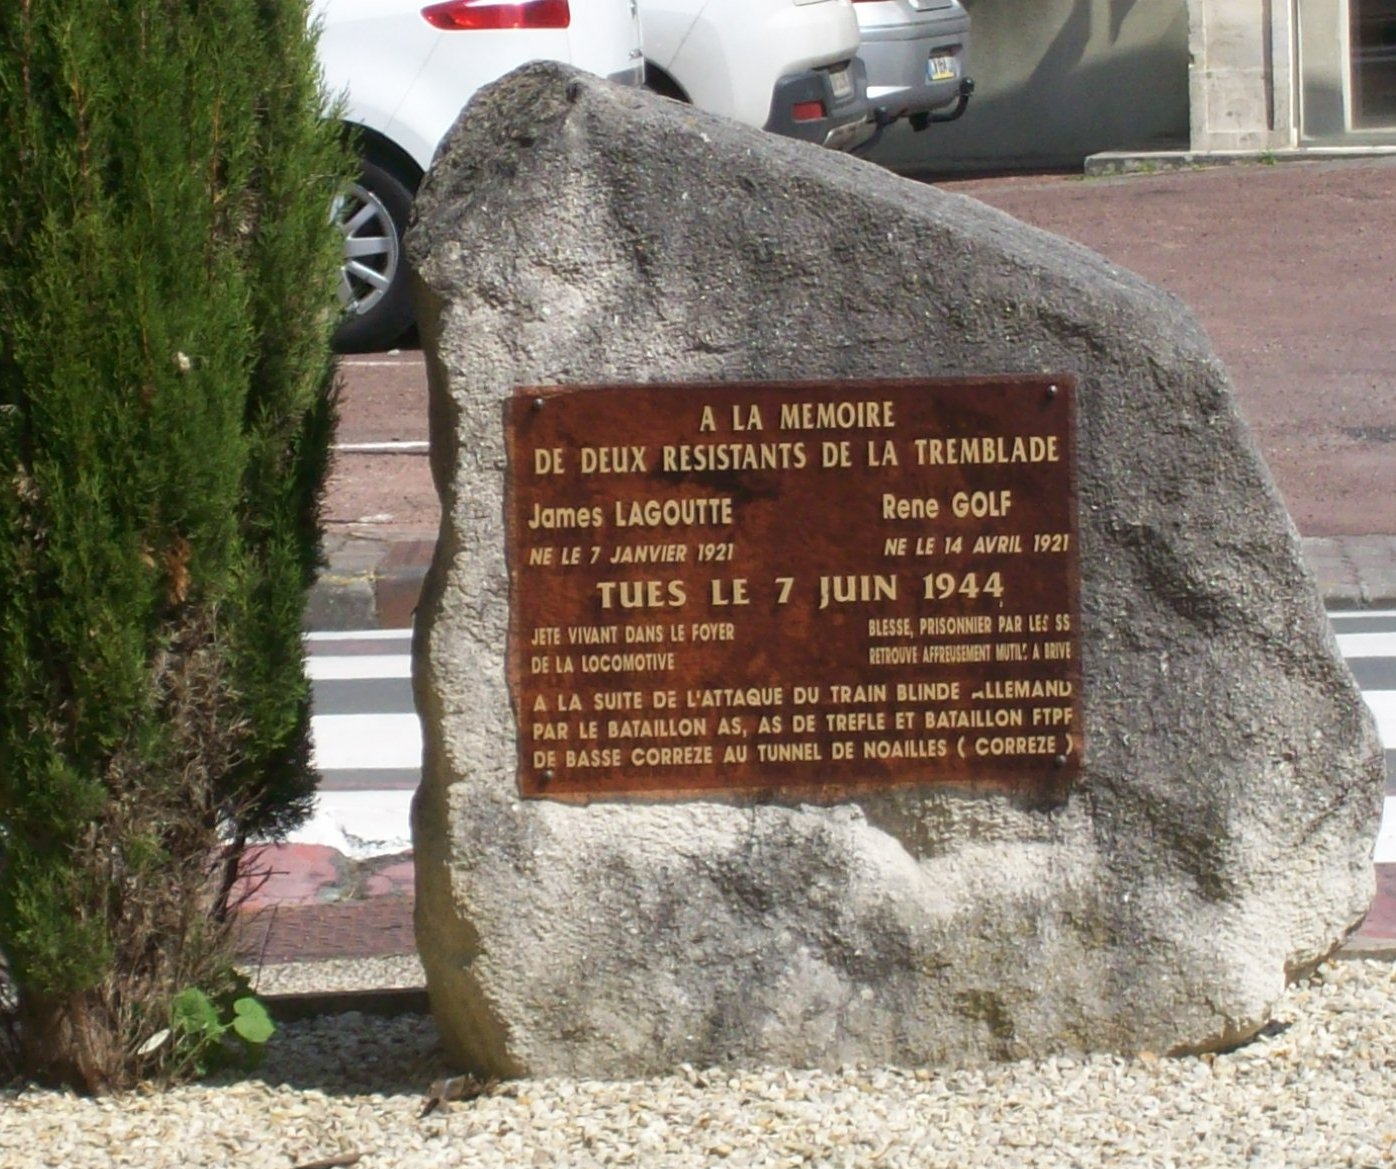 A LA MEMOIRE
DE DEUX RESISTANTS DE LA TREMBLADE
James LAGOUTTE
NE LE 7 JANVIER 1921
Rene GOLF
NE LE 14 AVRIL 1921
TUES LE 7 JUIN 1944
JETE VIVANT DANS LE FOYER
DE LA LOCOMOTIVE
BLESSE, PRISONNIER PAR LES SS
RETROUVE AFFREUSEMENT MUTILE A BRIVE
A LA SUITE DE L'ATTAQUE DU TRAIN BLINDE ALLEMAND
PAR LE BATAILLON AS, AS DE TREFLE ET BATAILLON FTPF
DE BASSE CORREZE AU TUNNEL DE NOAILLES ( CORREZE )